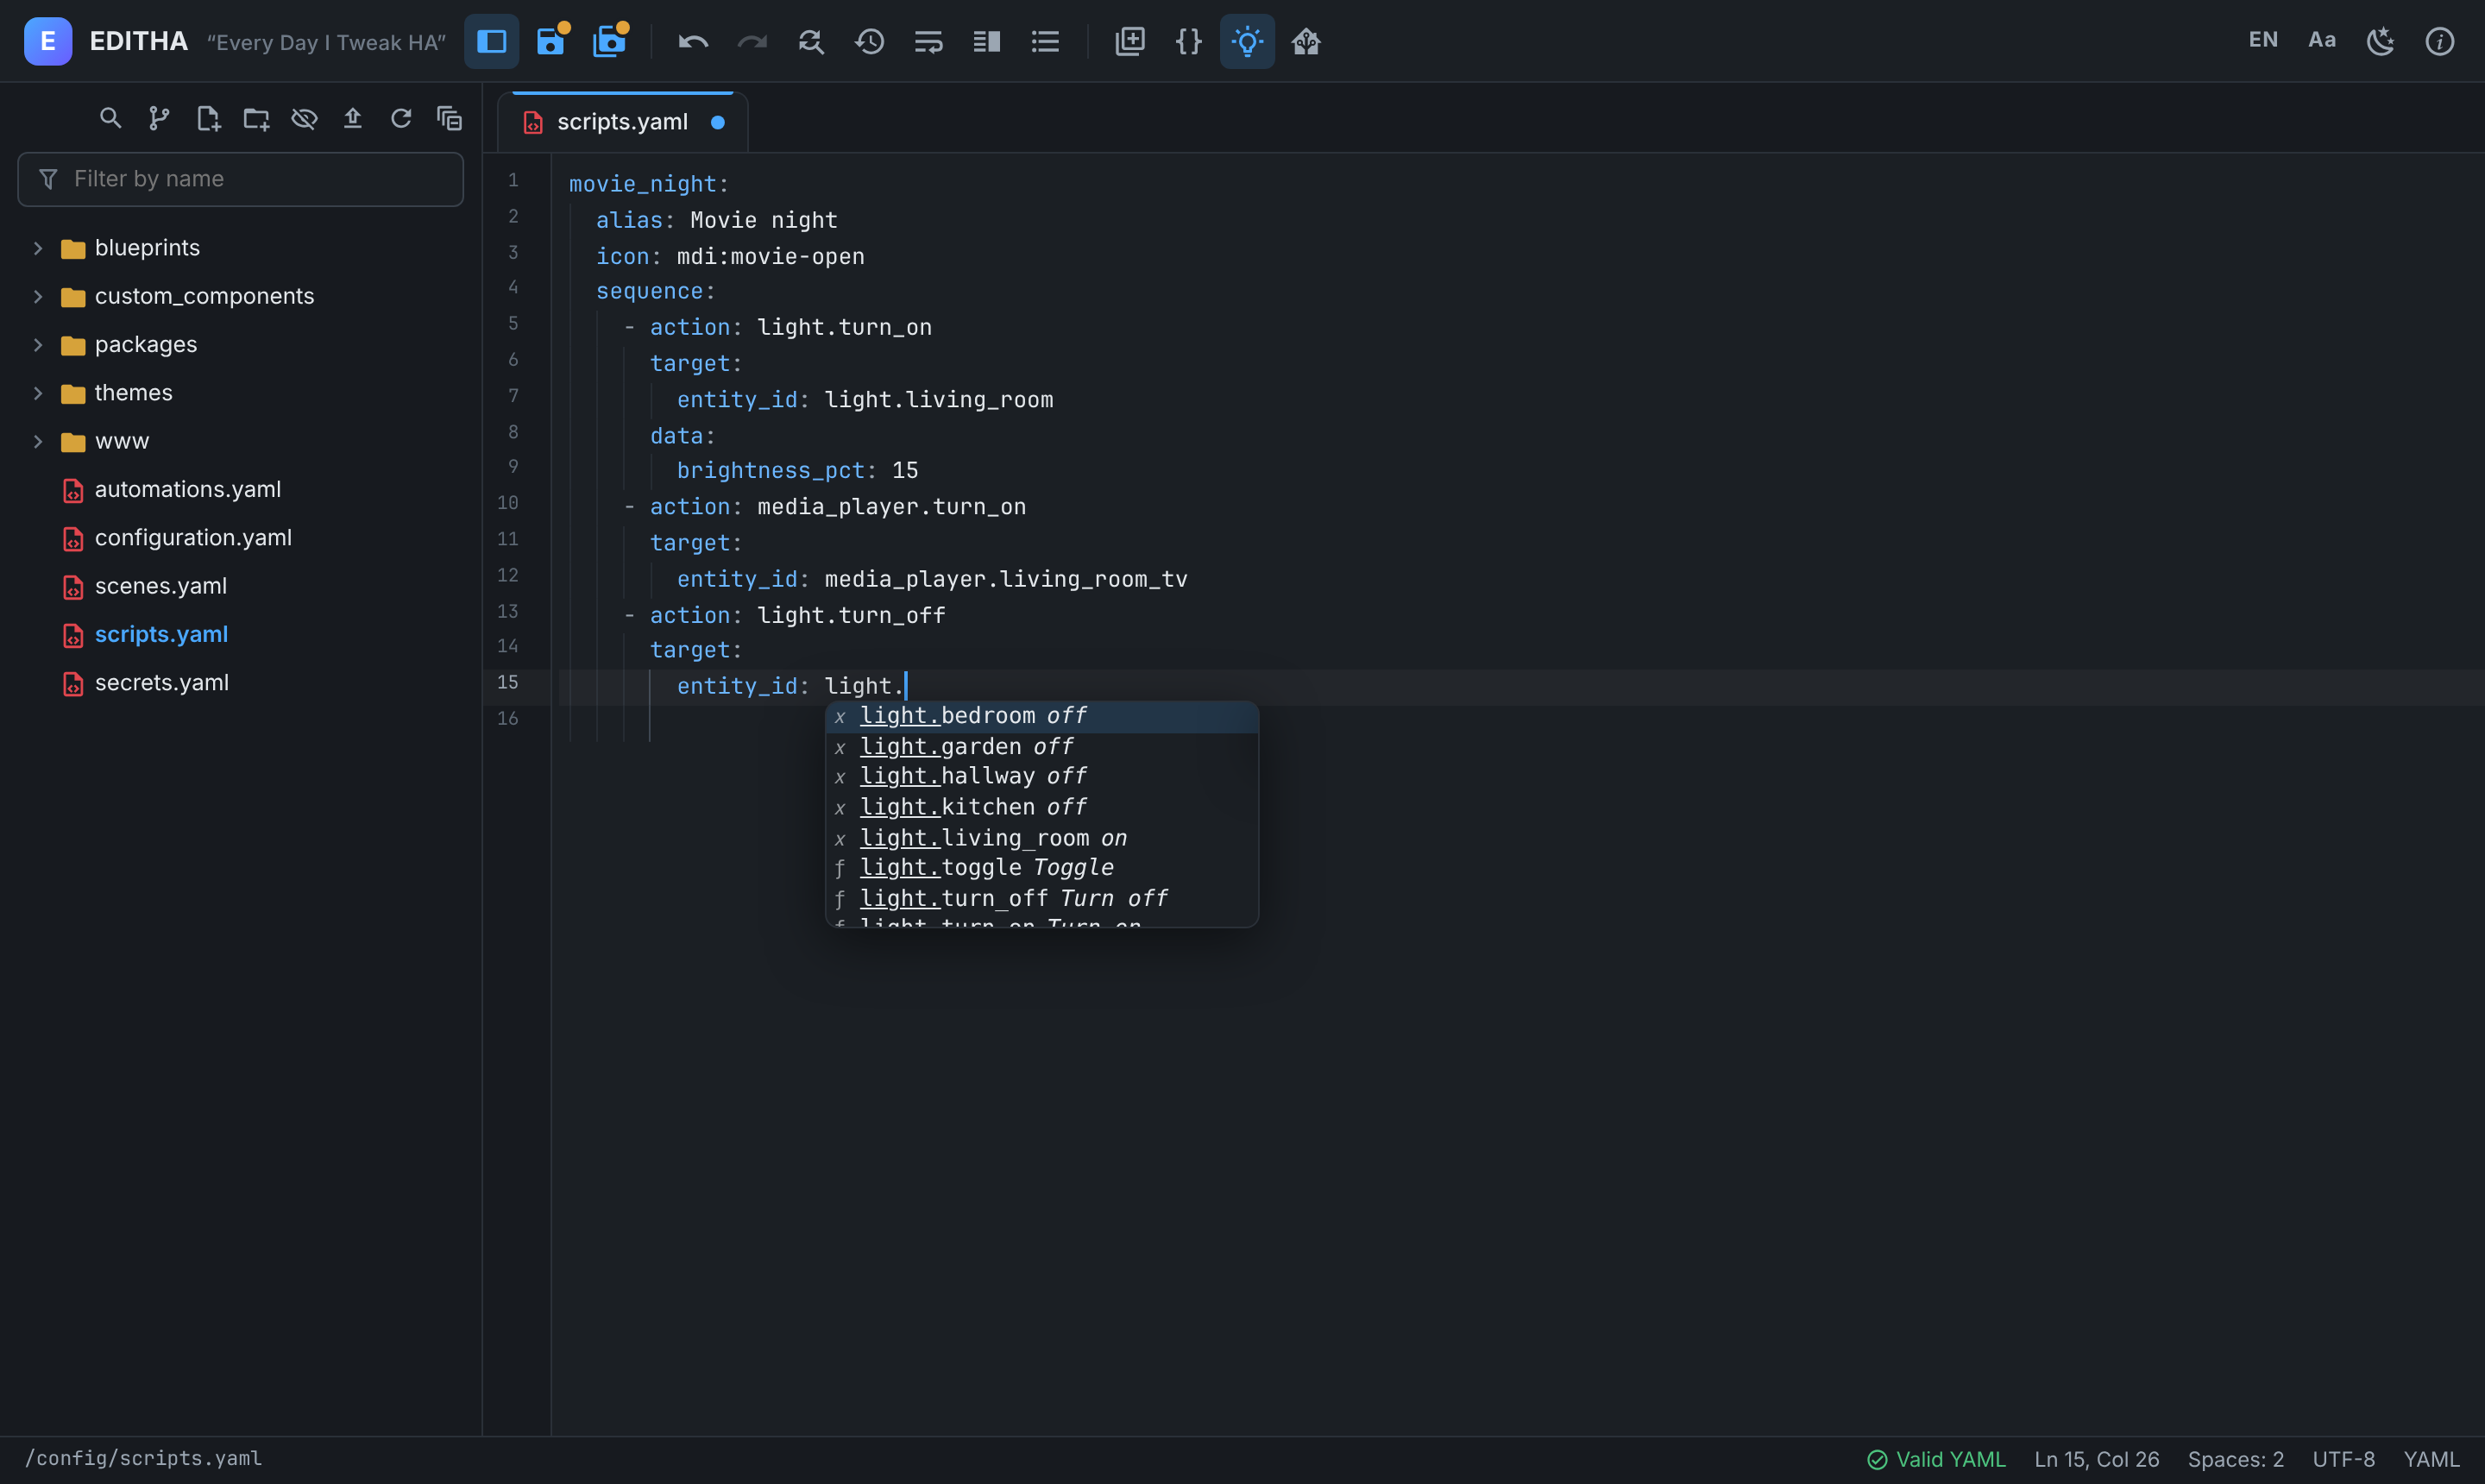 E EDITHA “Every Day I Tweak HA” EN Aa
Filter by name
blueprints
custom_components
packages
themes
www
automations.yaml
configuration.yaml
scenes.yaml
scripts.yaml
secrets.yaml
scripts.yaml
1 movie_night:
2 alias: Movie night
3 icon: mdi:movie-open
4 sequence:
5 - action: light.turn_on
6 target:
7 entity_id: light.living_room
8 data:
9 brightness_pct: 15
10 - action: media_player.turn_on
11 target:
12 entity_id: media_player.living_room_tv
13 - action: light.turn_off
14 target:
15 entity_id: light.
16
x light.bedroom off
x light.garden off
x light.hallway off
x light.kitchen off
x light.living_room on
ƒ light.toggle Toggle
ƒ light.turn_off Turn off
ƒ light.turn_on Turn on
/config/scripts.yaml Valid YAML Ln 15, Col 26 Spaces: 2 UTF-8 YAML